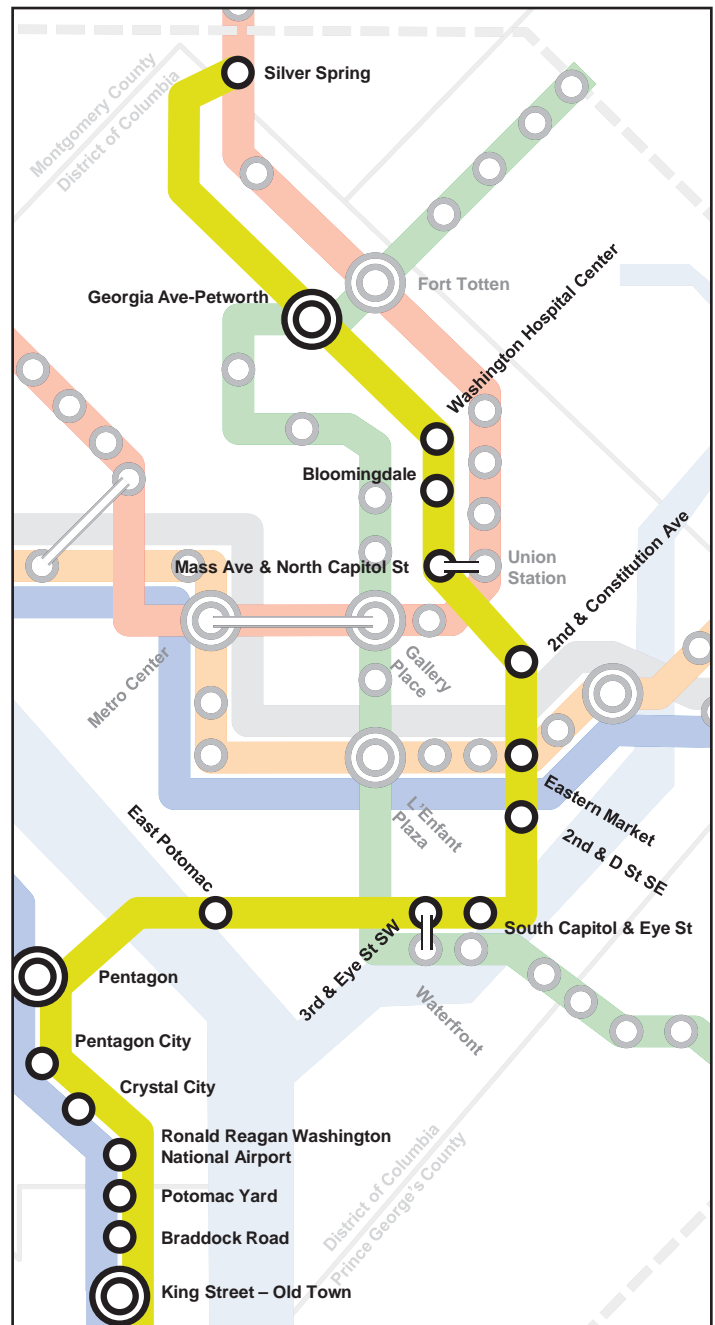 Silver Spring
Montgomery County
District of Columbia
Georgia Ave-Petworth
Fort Totten
Washington Hospital Center
Bloomingdale
Mass Ave & North Capitol St
Union
Station
2nd & Constitution Ave
Metro Center
Gallery
Place
Eastern Market
L'Enfant
Plaza
2nd & D St SE
East Potomac
South Capitol & Eye St
3rd & Eye St SW
Waterfront
Pentagon
Pentagon City
Crystal City
Ronald Reagan Washington
National Airport
Potomac Yard
Braddock Road
District of Columbia
Prince George's County
King Street – Old Town